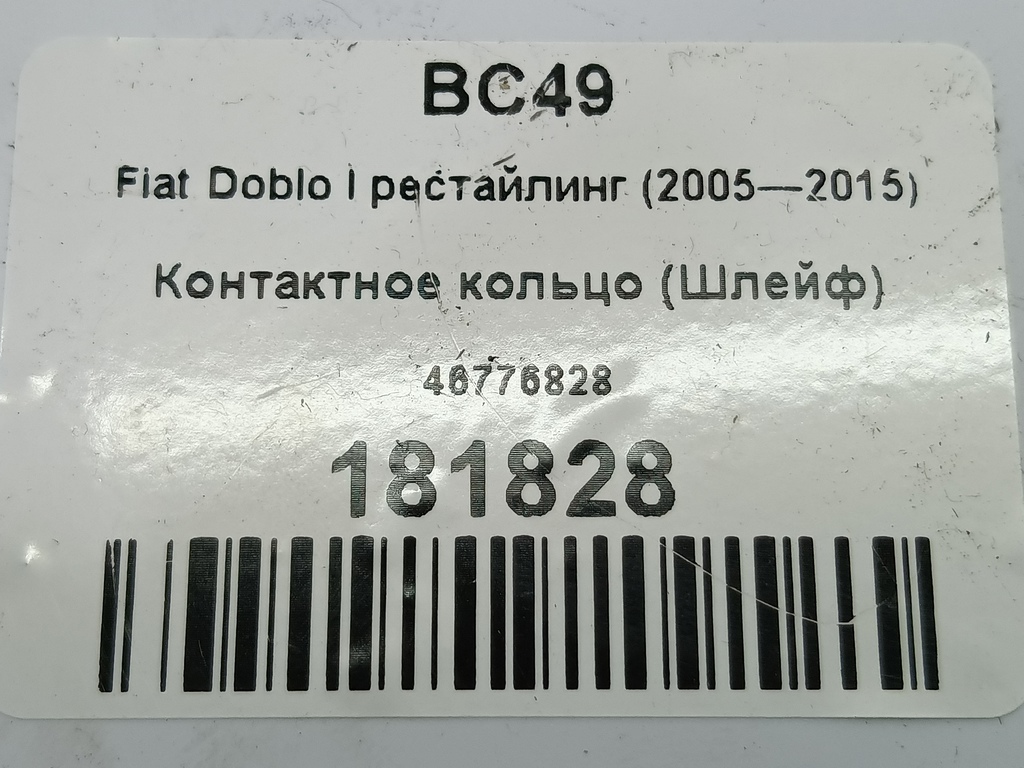 BC49
Fiat Doblo I рестайлинг (2005—2015)
Контактное кольцо (Шлейф)
46776828
181828